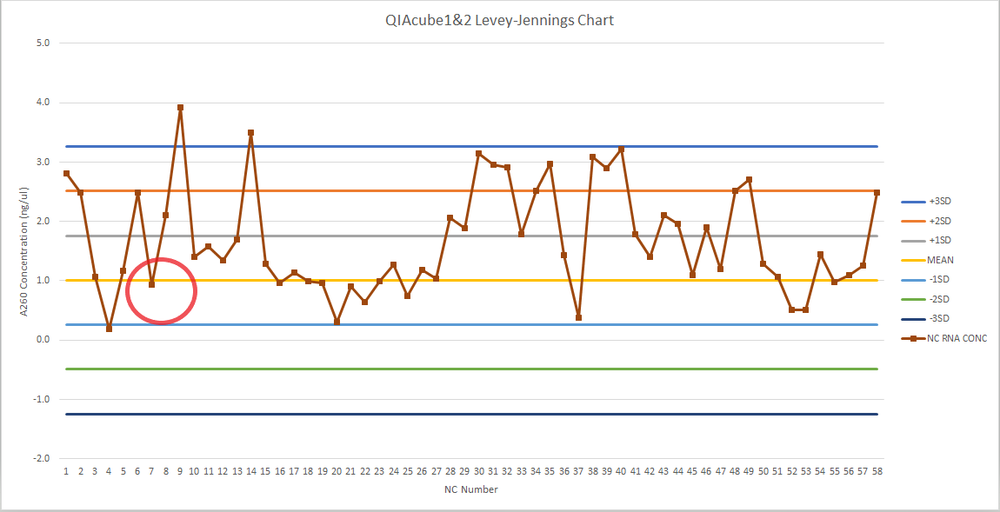 QIAcube1&2 Levey-Jennings Chart
5.0
4.0
3.0
2.0
1.0
0.0
-1.0
-2.0
A260 Concentration (ng/ul)
1 2 3 4 5 6 7 8 9 10 11 12 13 14 15 16 17 18 19 20 21 22 23 24 25 26 27 28 29 30 31 32 33 34 35 36 37 38 39 40 41 42 43 44 45 46 47 48 49 50 51 52 53 54 55 56 57 58
NC Number
+3SD
+2SD
+1SD
MEAN
-1SD
-2SD
-3SD
NC RNA CONC